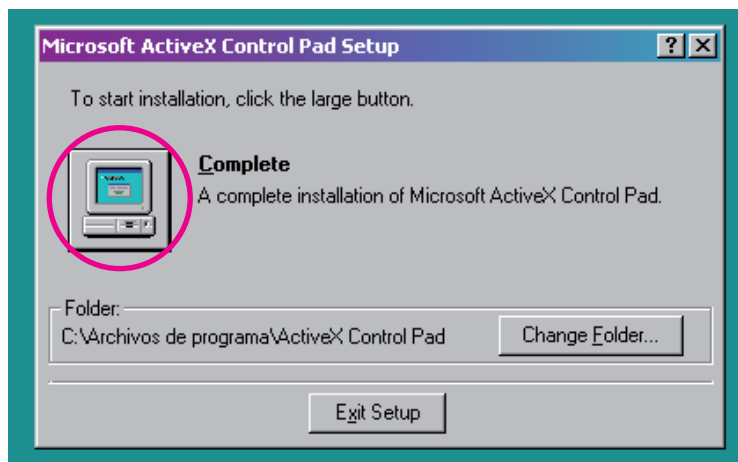 Microsoft ActiveX Control Pad Setup
To start installation, click the large button.
Complete
A complete installation of Microsoft ActiveX Control Pad.
Folder:
C:\Archivos de programa\ActiveX Control Pad
Change Folder...
Exit Setup